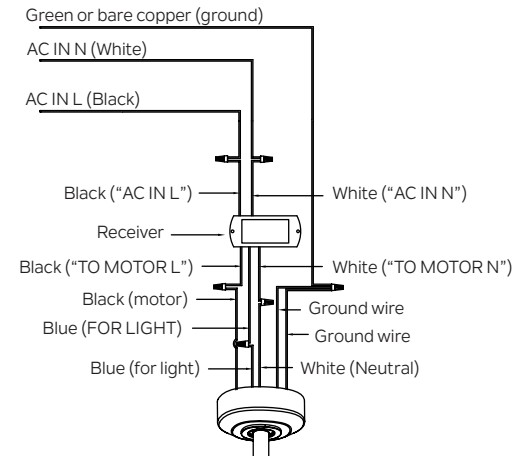 Green or bare copper (ground)
AC IN N (White)
AC IN L (Black)
Black (“AC IN L”)
White (“AC IN N”)
Receiver
Black (“TO MOTOR L”)
White (“TO MOTOR N”)
Black (motor)
Ground wire
Blue (FOR LIGHT)
Ground wire
Blue (for light)
White (Neutral)